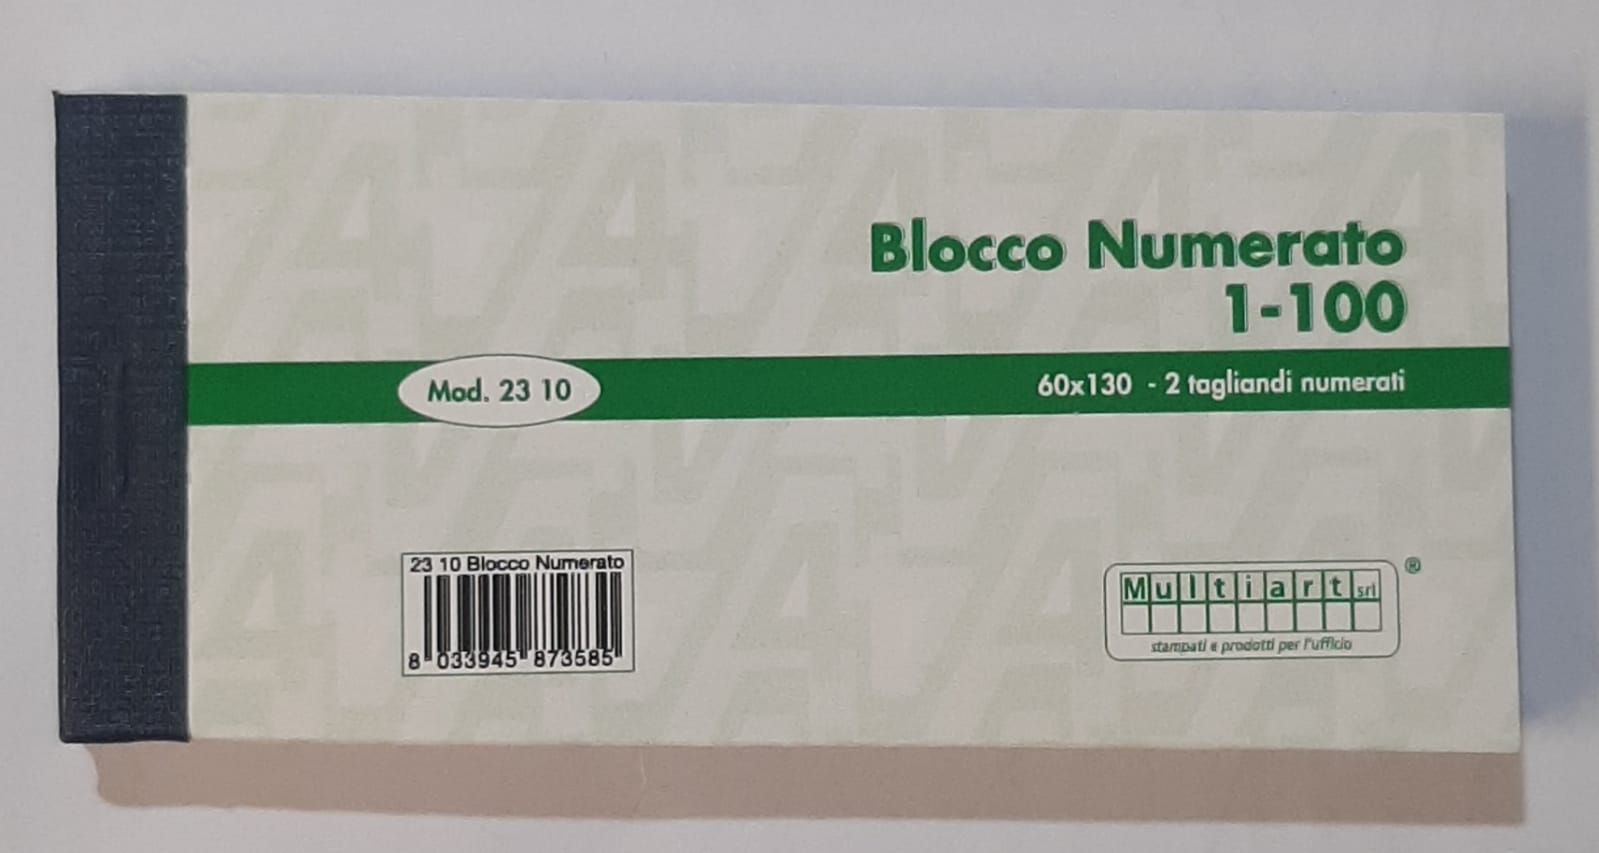 Blocco Numerato
1-100
Mod. 23 10
60x130 - 2 tagliandi numerati
23 10 Blocco Numerato
8 033945 873585
Multiart srl
®
stampati e prodotti per l'ufficio